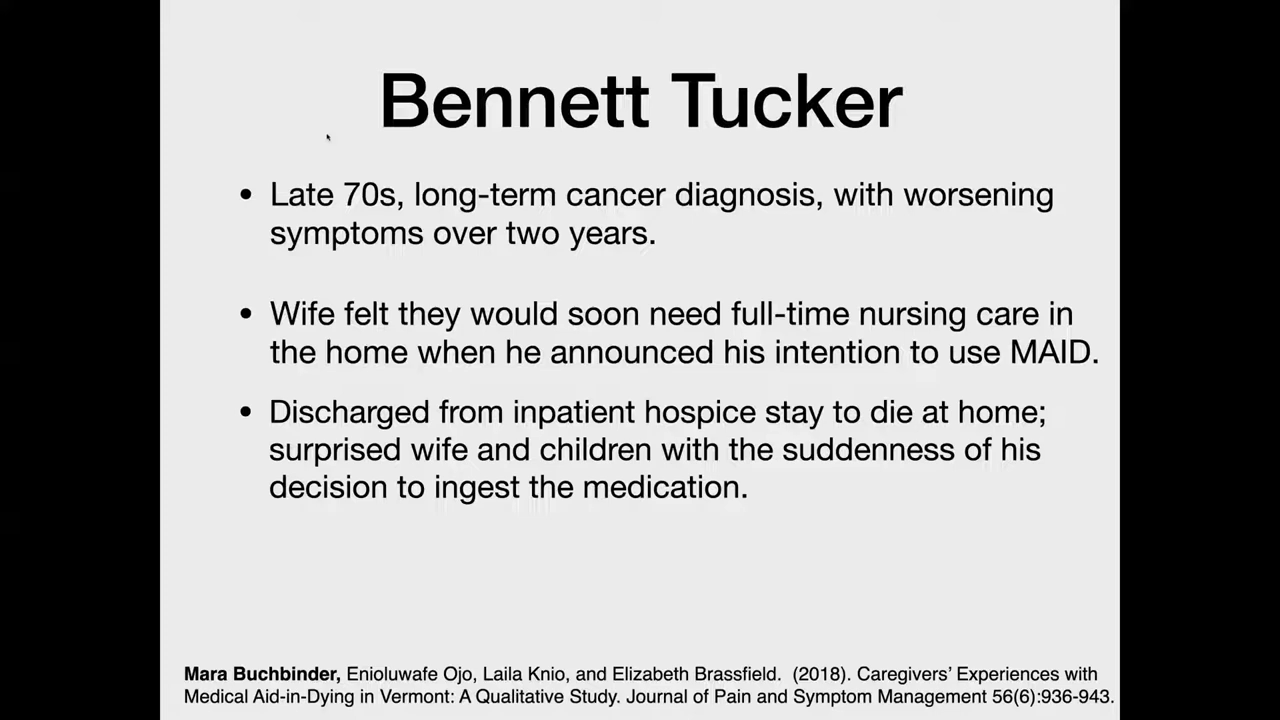 Bennett Tucker
• Late 70s, long-term cancer diagnosis, with worsening
symptoms over two years.
• Wife felt they would soon need full-time nursing care in
the home when he announced his intention to use MAID.
• Discharged from inpatient hospice stay to die at home;
surprised wife and children with the suddenness of his
decision to ingest the medication.
Mara Buchbinder, Enioluwafe Ojo, Laila Knio, and Elizabeth Brassfield. (2018). Caregivers’ Experiences with
Medical Aid-in-Dying in Vermont: A Qualitative Study. Journal of Pain and Symptom Management 56(6):936-943.